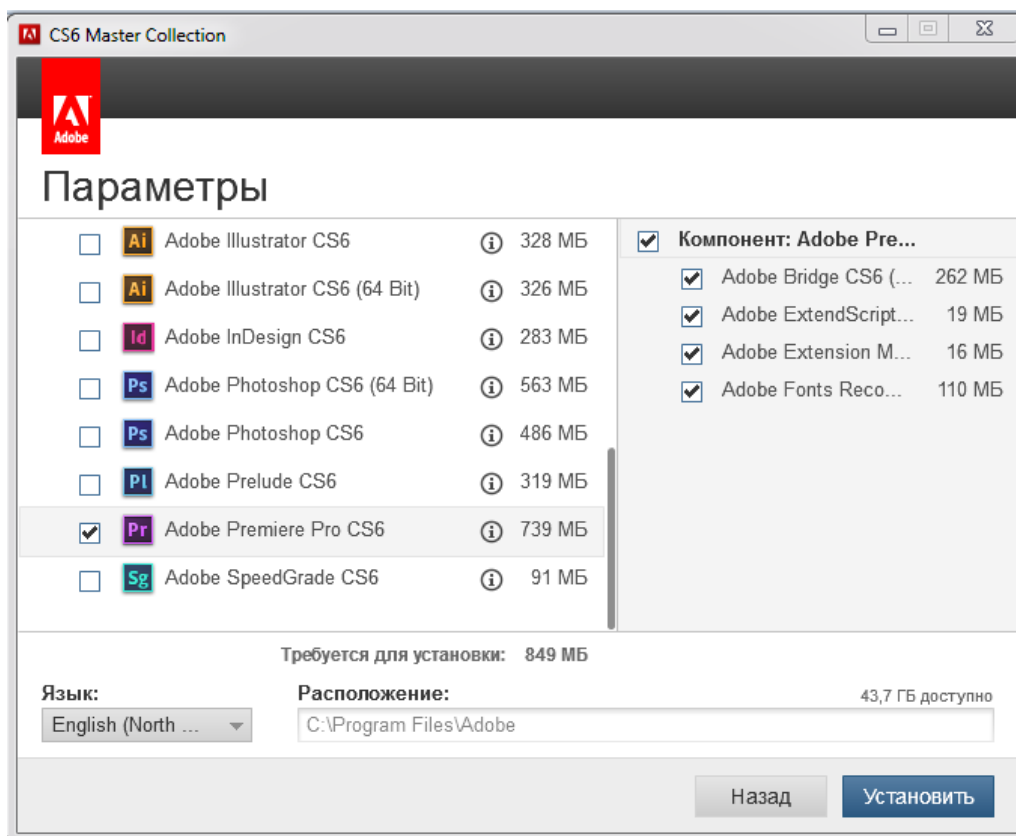 CS6 Master Collection
Adobe
Параметры
Ai Adobe Illustrator CS6 328 МБ
Ai Adobe Illustrator CS6 (64 Bit) 326 МБ
Id Adobe InDesign CS6 283 МБ
Ps Adobe Photoshop CS6 (64 Bit) 563 МБ
Ps Adobe Photoshop CS6 486 МБ
Pl Adobe Prelude CS6 319 МБ
Pr Adobe Premiere Pro CS6 739 МБ
Sg Adobe SpeedGrade CS6 91 МБ
Компонент: Adobe Pre...
Adobe Bridge CS6 (... 262 МБ
Adobe ExtendScript... 19 МБ
Adobe Extension M... 16 МБ
Adobe Fonts Reco... 110 МБ
Требуется для установки: 849 МБ
Язык:
English (North ...
Расположение: 43,7 ГБ доступно
C:\Program Files\Adobe
Назад Установить